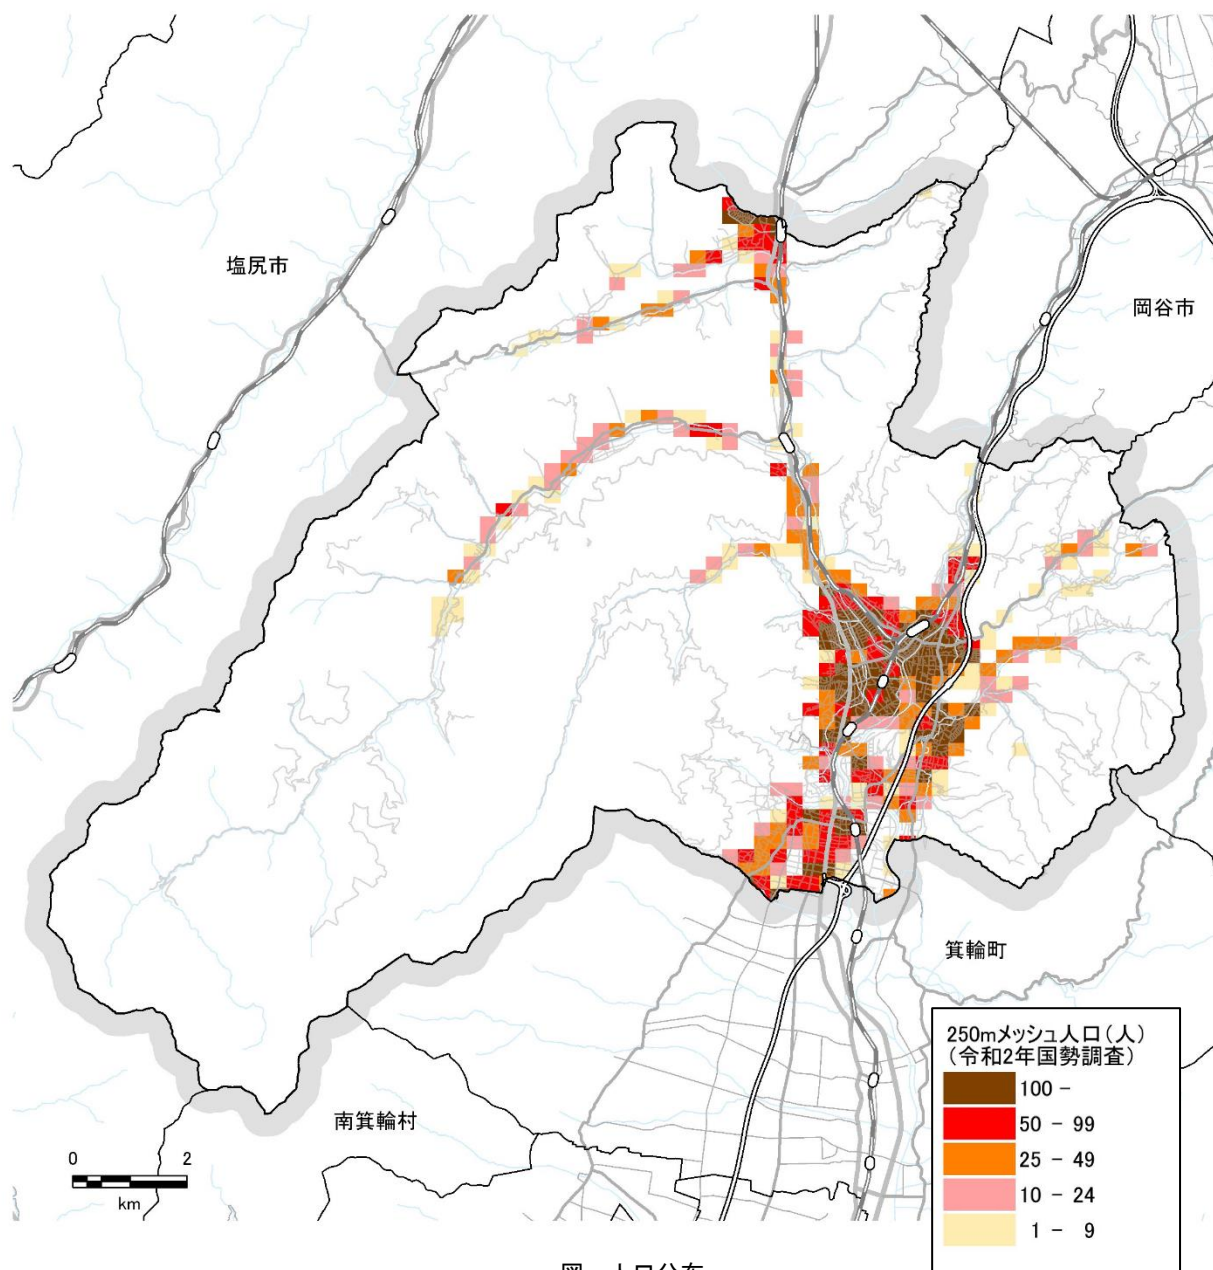 塩尻市
岡谷市
箕輪町
南箕輪村
0 2
km
250mメッシュ人口(人)
(令和2年国勢調査)
100 -
50 - 99
25 - 49
10 - 24
1 - 9